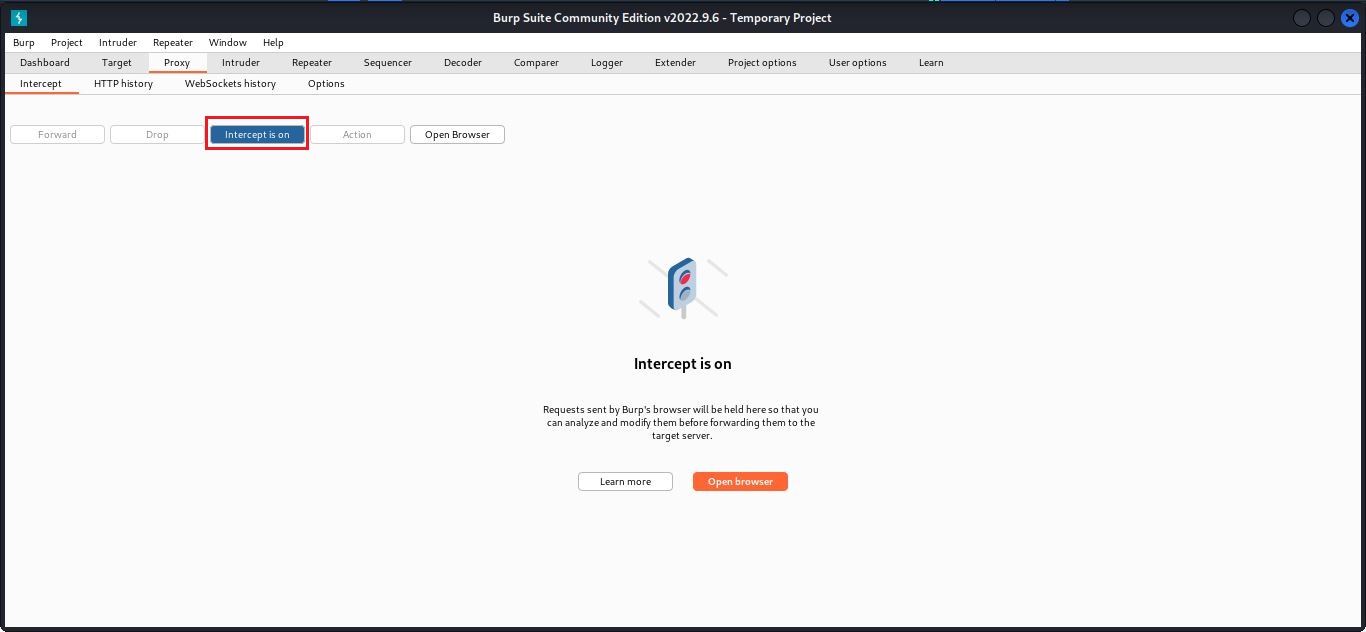 Burp Suite Community Edition v2022.9.6 - Temporary Project
Burp Project Intruder Repeater Window Help
Dashboard Target Proxy Intruder Repeater Sequencer Decoder Comparer Logger Extender Project options User options Learn
Intercept HTTP history WebSockets history Options
Forward Drop Intercept is on Action Open Browser
Intercept is on
Requests sent by Burp's browser will be held here so that you
can analyze and modify them before forwarding them to the
target server.
Learn more Open browser